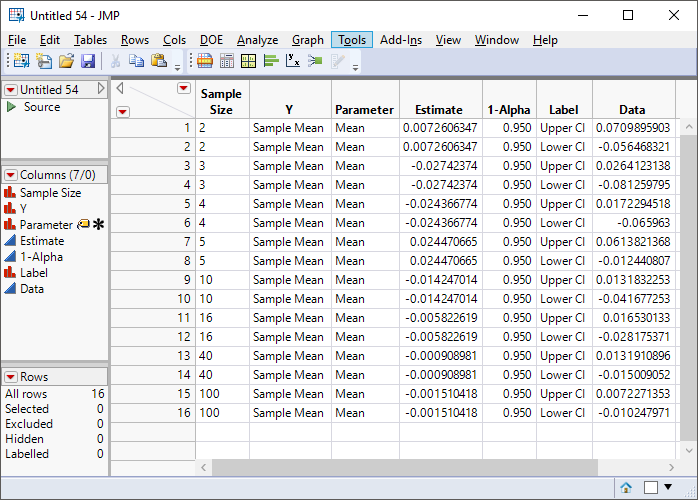 Untitled 54 - JMP
File Edit Tables Rows Cols DOE Analyze Graph Tools Add-Ins View Window Help
Untitled 54
Source
Columns (7/0)
Sample Size
Y
Parameter
Estimate
1-Alpha
Label
Data
Rows
All rows 16
Selected 0
Excluded 0
Hidden 0
Labelled 0
Sample Size Y Parameter Estimate 1-Alpha Label Data
1 2 Sample Mean Mean 0.0072606347 0.950 Upper CI 0.0709895903
2 2 Sample Mean Mean 0.0072606347 0.950 Lower CI -0.056468321
3 3 Sample Mean Mean -0.02742374 0.950 Upper CI 0.0264123138
4 3 Sample Mean Mean -0.02742374 0.950 Lower CI -0.081259795
5 4 Sample Mean Mean -0.024366774 0.950 Upper CI 0.0172294518
6 4 Sample Mean Mean -0.024366774 0.950 Lower CI -0.065963
7 5 Sample Mean Mean 0.024470665 0.950 Upper CI 0.0613821368
8 5 Sample Mean Mean 0.024470665 0.950 Lower CI -0.012440807
9 10 Sample Mean Mean -0.014247014 0.950 Upper CI 0.0131832253
10 10 Sample Mean Mean -0.014247014 0.950 Lower CI -0.041677253
11 16 Sample Mean Mean -0.005822619 0.950 Upper CI 0.016530133
12 16 Sample Mean Mean -0.005822619 0.950 Lower CI -0.028175371
13 40 Sample Mean Mean -0.000908981 0.950 Upper CI 0.0131910896
14 40 Sample Mean Mean -0.000908981 0.950 Lower CI -0.015009052
15 100 Sample Mean Mean -0.001510418 0.950 Upper CI 0.0072271353
16 100 Sample Mean Mean -0.001510418 0.950 Lower CI -0.010247971